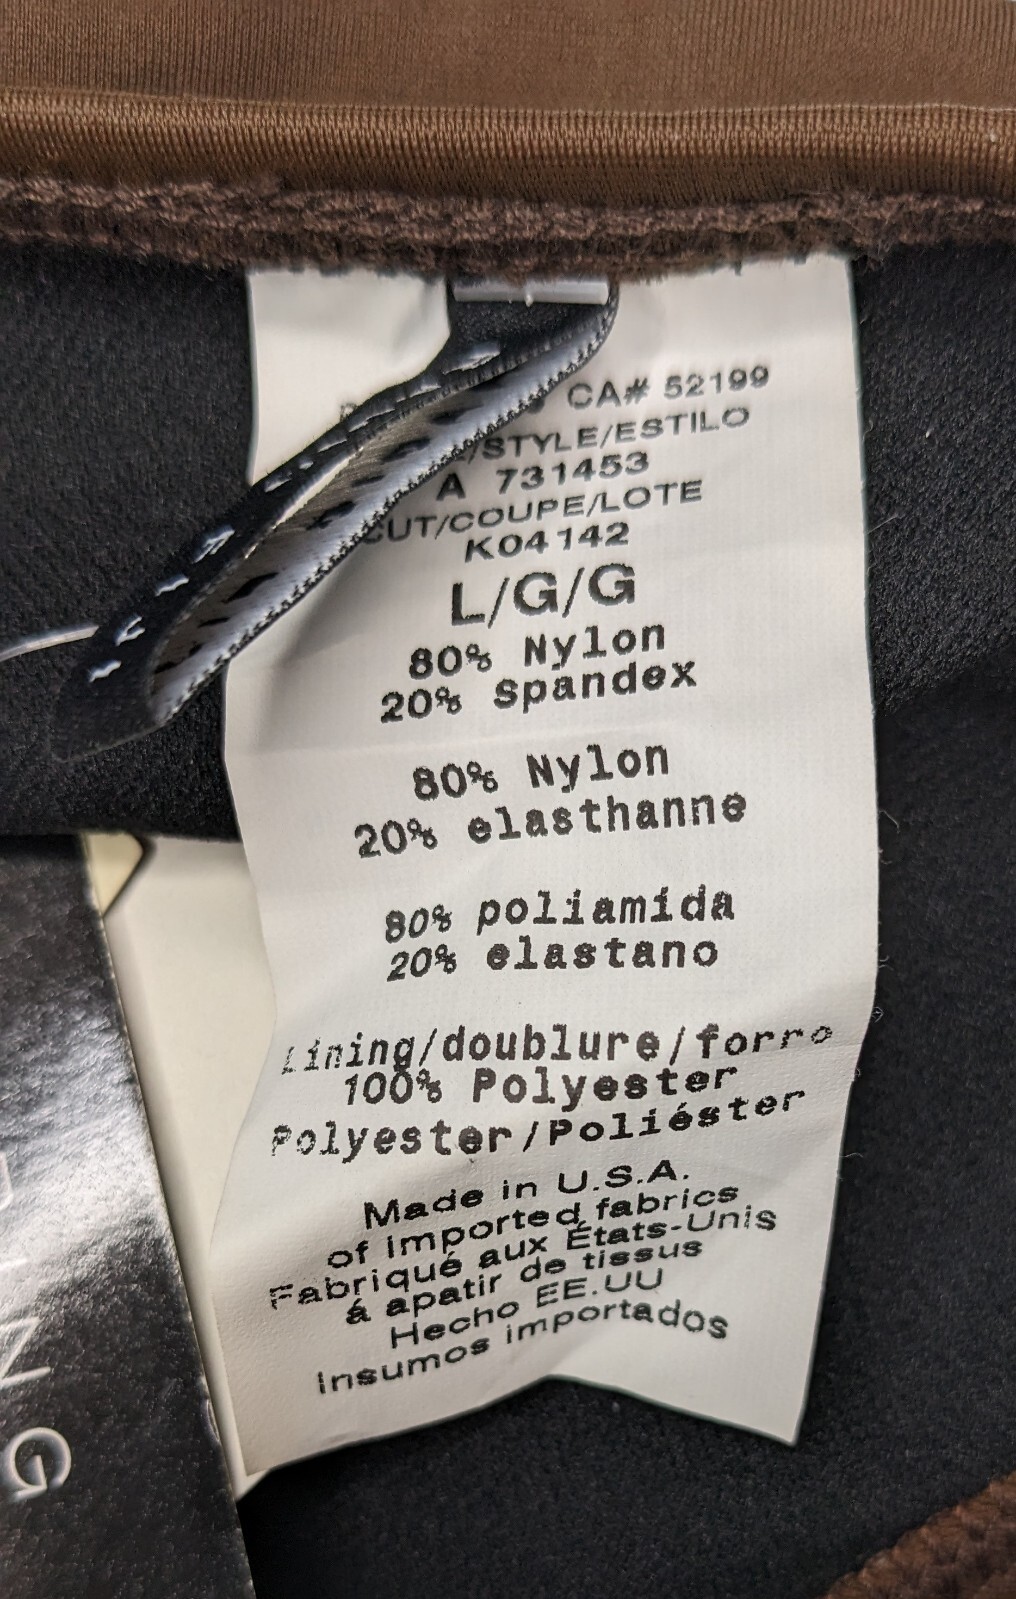 CA# 52199
/STYLE/ESTILO
A 731453
CUT/COUPE/LOTE
K04142
L/G/G
80% Nylon
20% Spandex
80% Nylon
20% elasthanne
80% poliamida
20% elastano
Lining/doublure/forro
100% Polyester
Polyester/Poliéster
Made in U.S.A.
of imported fabrics
Fabriqué aux États-Unis
á apatir de tissus
Hecho EE.UU
Insumos importados
NG